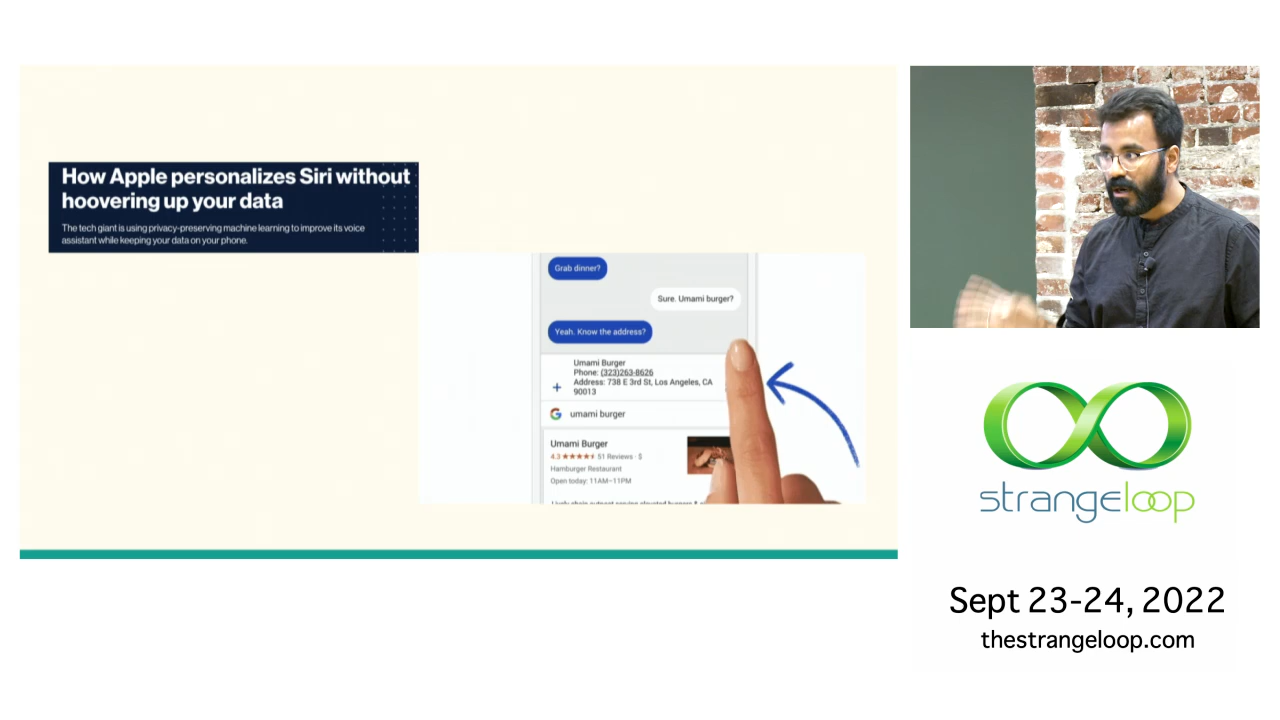 How Apple personalizes Siri without
hoovering up your data
The tech giant is using privacy-preserving machine learning to improve its voice
assistant while keeping your data on your phone.
Grab dinner?
Sure. Umami burger?
Yeah. Know the address?
Umami Burger
Phone: (323)263-8626
Address: 738 E 3rd St, Los Angeles, CA
90013
umami burger
Umami Burger
4.3 ★★★★★ 51 Reviews · $
Hamburger Restaurant
Open today: 11AM–11PM
strangeloop
Sept 23-24, 2022
thestrangeloop.com